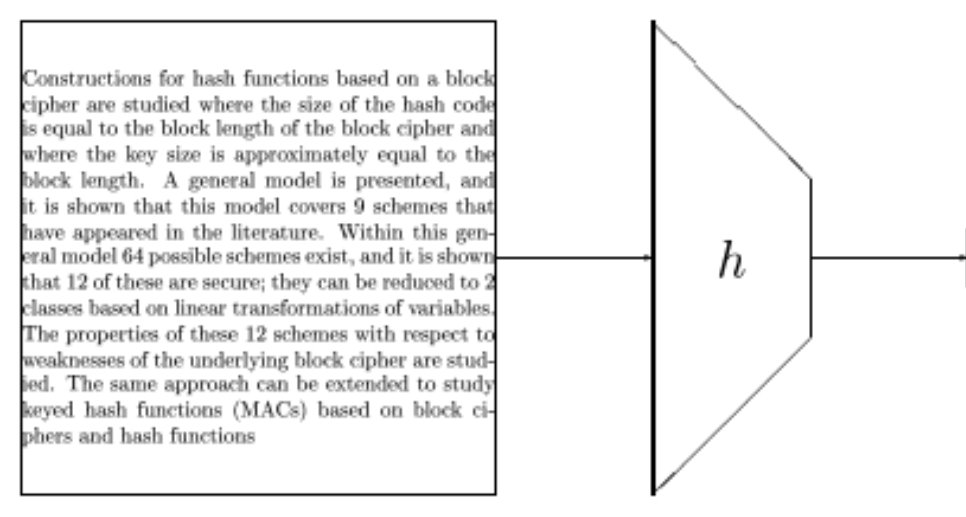 Constructions for hash functions based on a block
cipher are studied where the size of the hash code
is equal to the block length of the block cipher and
where the key size is approximately equal to the
block length. A general model is presented, and
it is shown that this model covers 9 schemes that
have appeared in the literature. Within this gen-
eral model 64 possible schemes exist, and it is shown
that 12 of these are secure; they can be reduced to 2
classes based on linear transformations of variables.
The properties of these 12 schemes with respect to
weaknesses of the underlying block cipher are stud-
ied. The same approach can be extended to study
keyed hash functions (MACs) based on block ci-
phers and hash functions
h